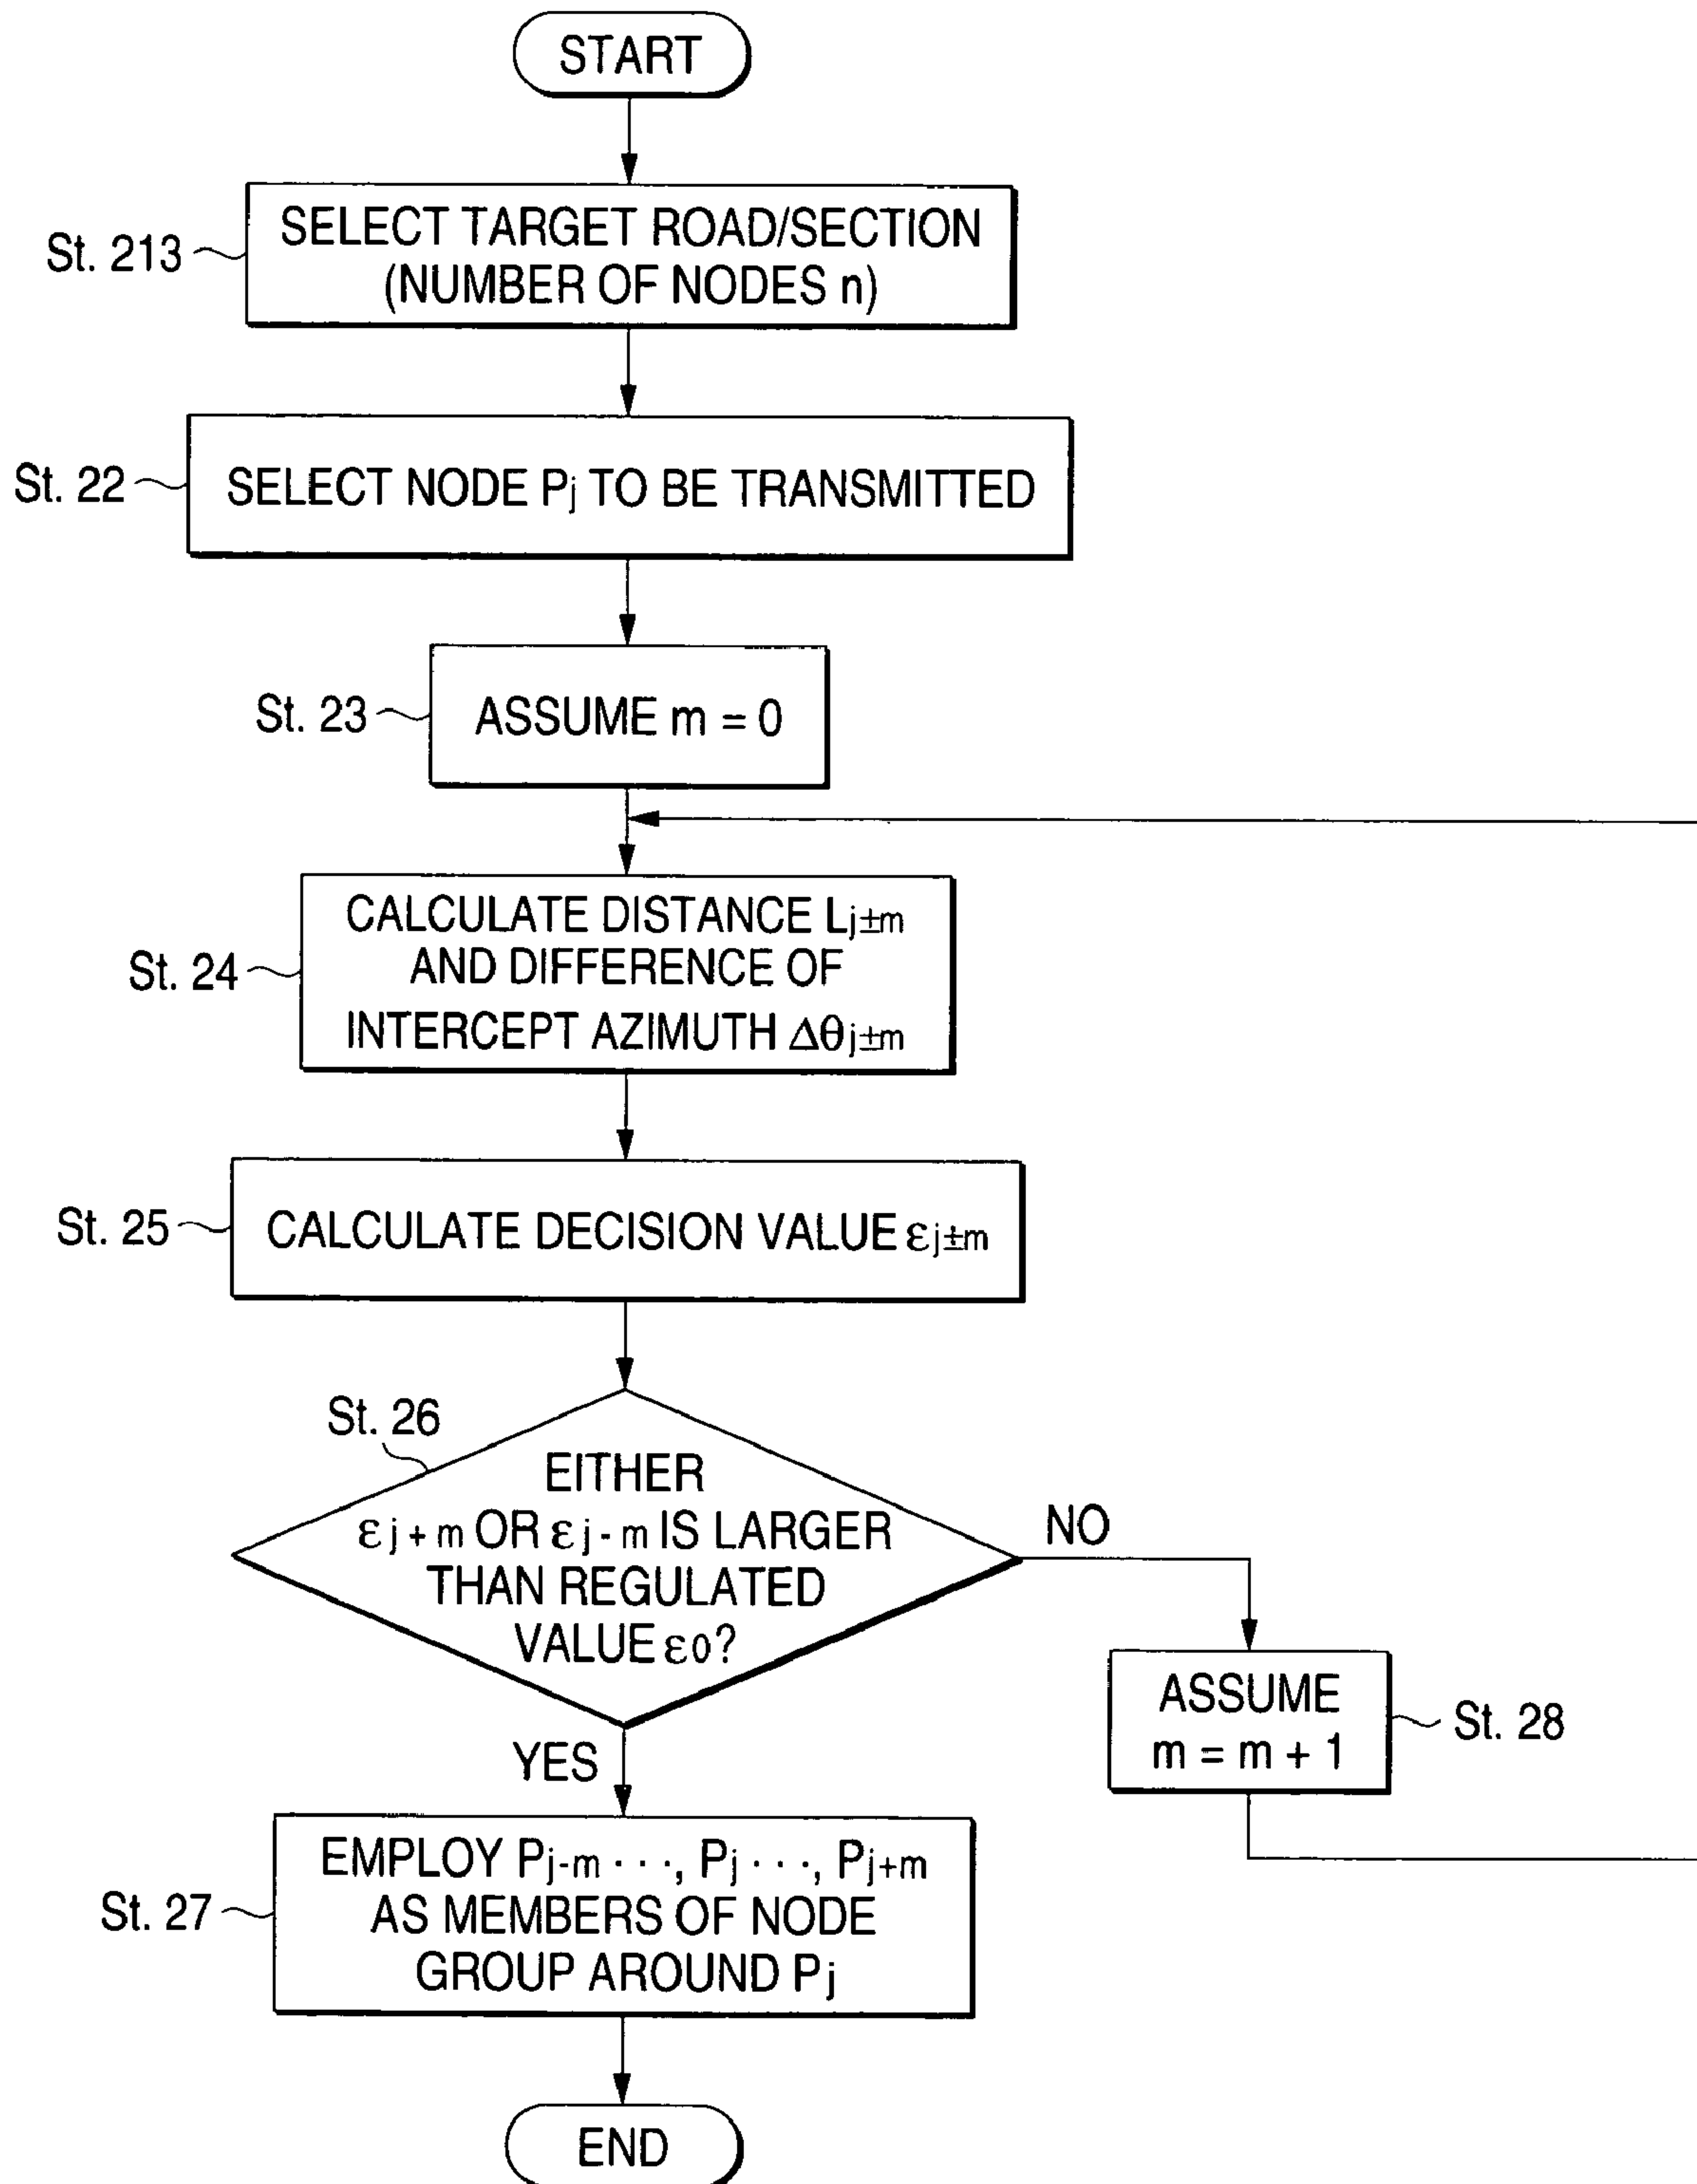 START
St. 213
SELECT TARGET ROAD/SECTION
(NUMBER OF NODES n)
St. 22
SELECT NODE Pj TO BE TRANSMITTED
St. 23
ASSUME m = 0
St. 24
CALCULATE DISTANCE Lj±m
AND DIFFERENCE OF
INTERCEPT AZIMUTH Δθj±m
St. 25
CALCULATE DECISION VALUE εj±m
St. 26
EITHER
εj + m OR εj - m IS LARGER
THAN REGULATED
VALUE ε0?
NO
YES
ASSUME
m = m + 1
St. 28
St. 27
EMPLOY Pj-m · · ·, Pj · · ·, Pj+m
AS MEMBERS OF NODE
GROUP AROUND Pj
END